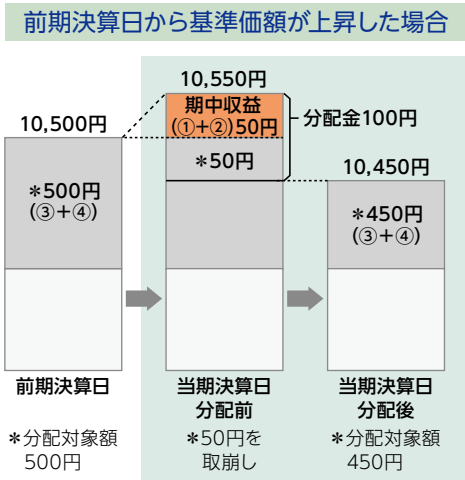 前期決算日から基準価額が上昇した場合
10,550円
期中収益
(①+②)50円
分配金100円
10,500円
*50円
10,450円
*500円
(③+④)
*450円
(③+④)
前期決算日
当期決算日
分配前
当期決算日
分配後
*分配対象額
500円
*50円を
取崩し
*分配対象額
450円